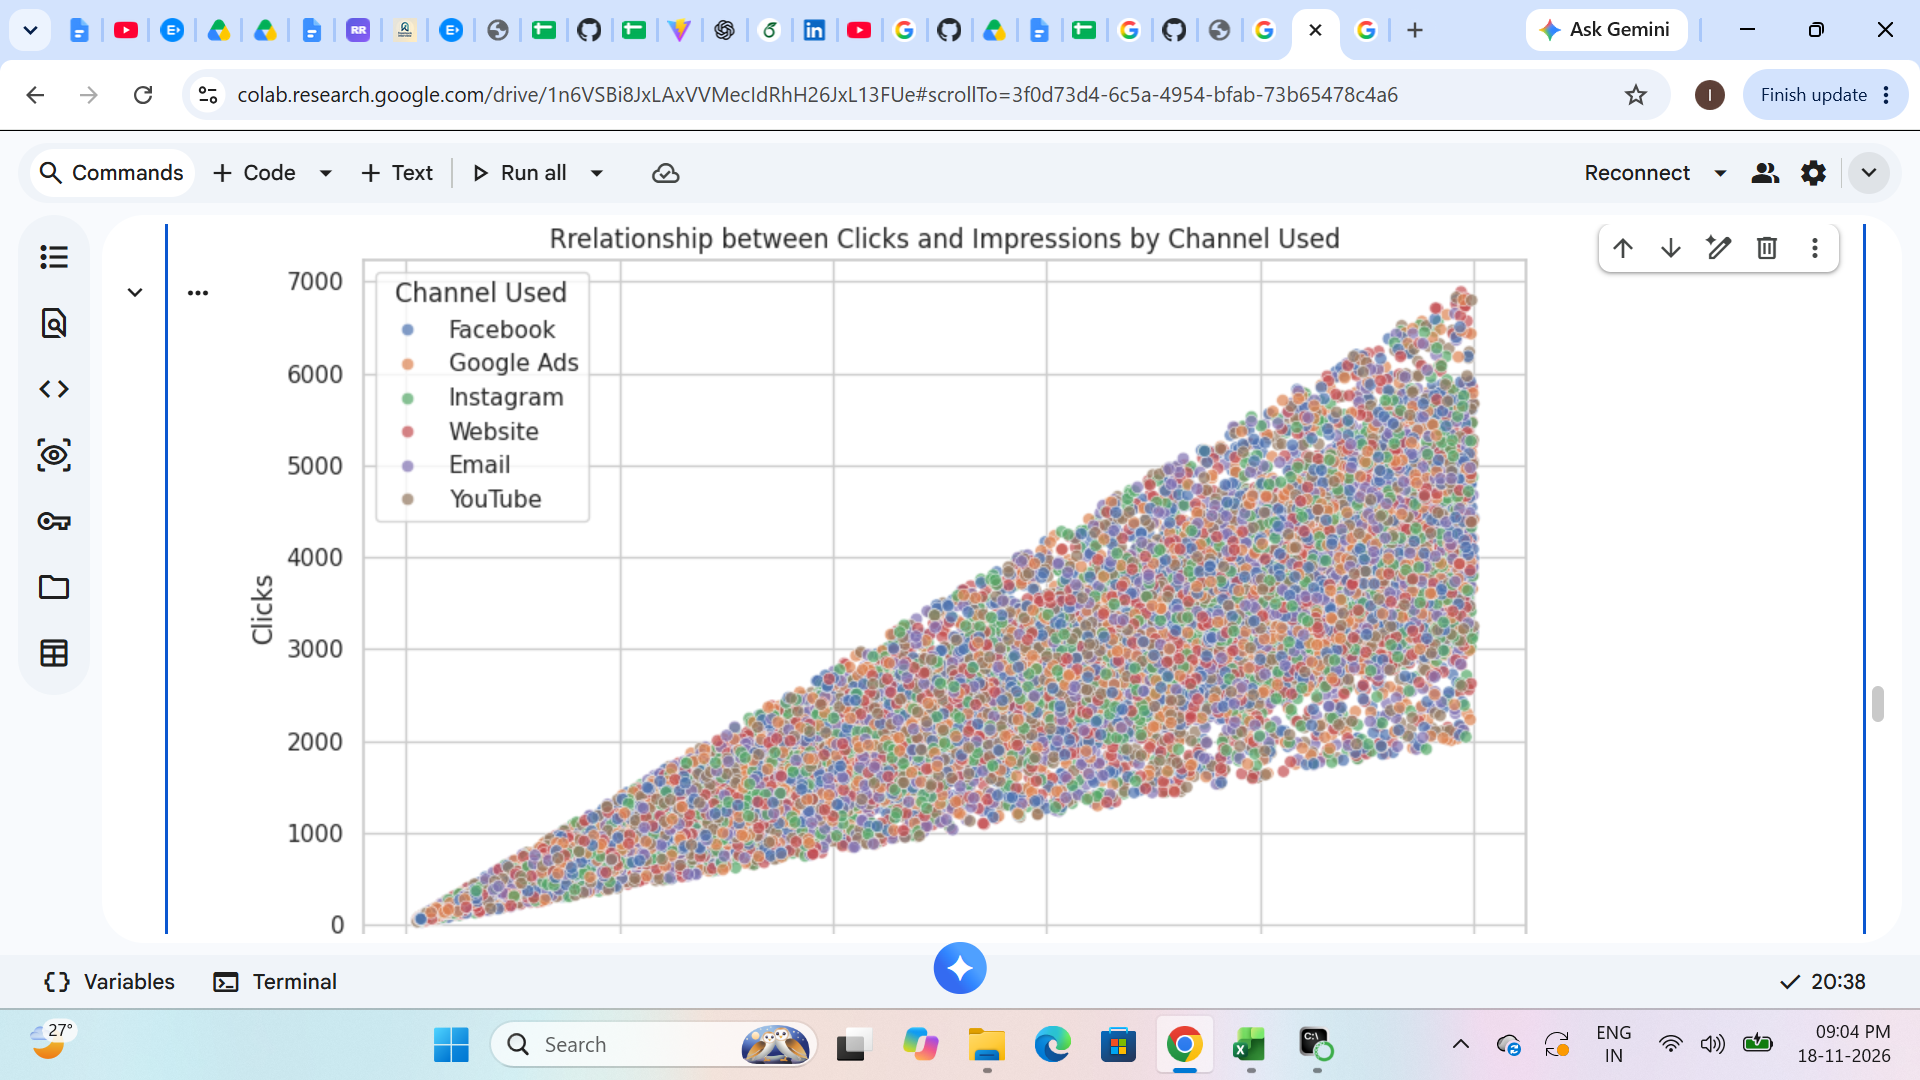 RR
Ask Gemini
colab.research.google.com/drive/1n6VSBi8JxLAxVVMecIdRhH26JxL13FUe#scrollTo=3f0d73d4-6c5a-4954-bfab-73b65478c4a6
I
Finish update
Commands
+ Code
+ Text
Run all
Reconnect
Rrelationship between Clicks and Impressions by Channel Used
Channel Used
Facebook
Google Ads
Instagram
Website
Email
YouTube
7000
6000
5000
4000
3000
2000
1000
0
Clicks
Variables
Terminal
20:38
27°
Search
ENG
IN
09:04 PM
18-11-2026